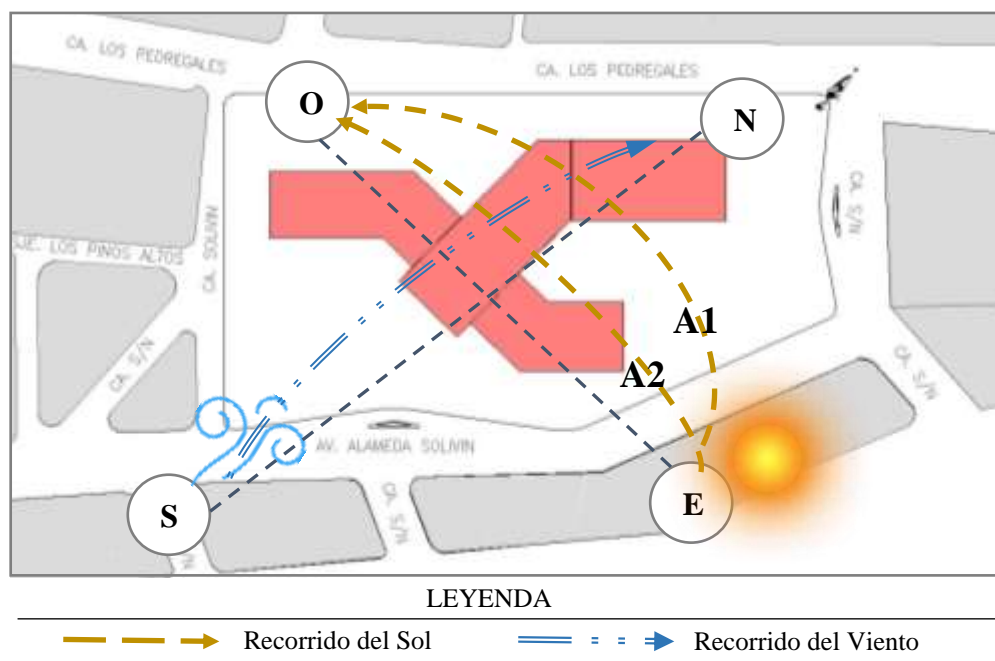 CA. LOS PEDREGALES
CA. LOS PEDREGALES
O
N
CA. S/N
CA. SOLIVIN
SJE: LOS PINOS ALTOS
A1
CA. S/N
A2
CA. S/N
AV. ALAMEDA SOLIVIN
S
E
CA. S/N
S/N
LEYENDA
Recorrido del Sol
Recorrido del Viento